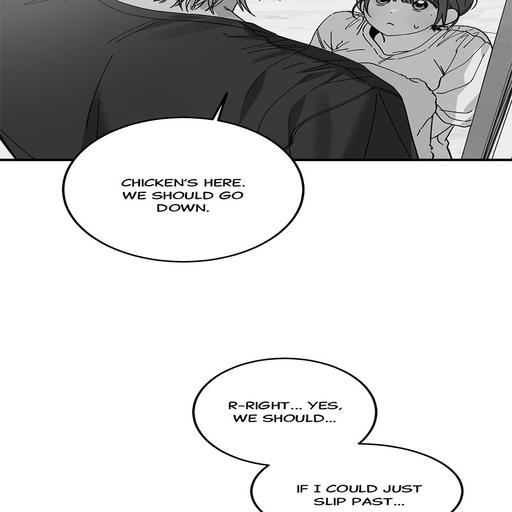 CHICKEN'S HERE.
WE SHOULD GO
DOWN.
R-RIGHT... YES,
WE SHOULD...
IF I COULD JUST
SLIP PAST...